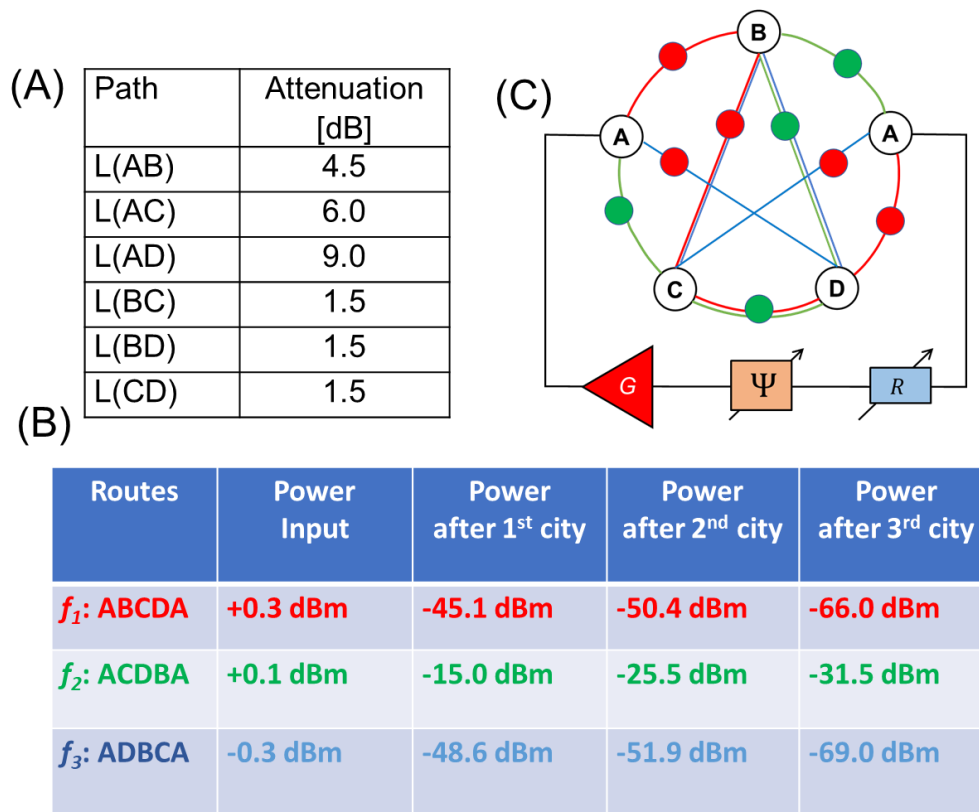 (A)
Path Attenuation [dB]
L(AB) 4.5
L(AC) 6.0
L(AD) 9.0
L(BC) 1.5
L(BD) 1.5
L(CD) 1.5
(C)
B
A A
C D
G Ψ R
(B)
Routes Power Input Power after 1st city Power after 2nd city Power after 3rd city
f1: ABCDA +0.3 dBm -45.1 dBm -50.4 dBm -66.0 dBm
f2: ACDBA +0.1 dBm -15.0 dBm -25.5 dBm -31.5 dBm
f3: ADBCA -0.3 dBm -48.6 dBm -51.9 dBm -69.0 dBm